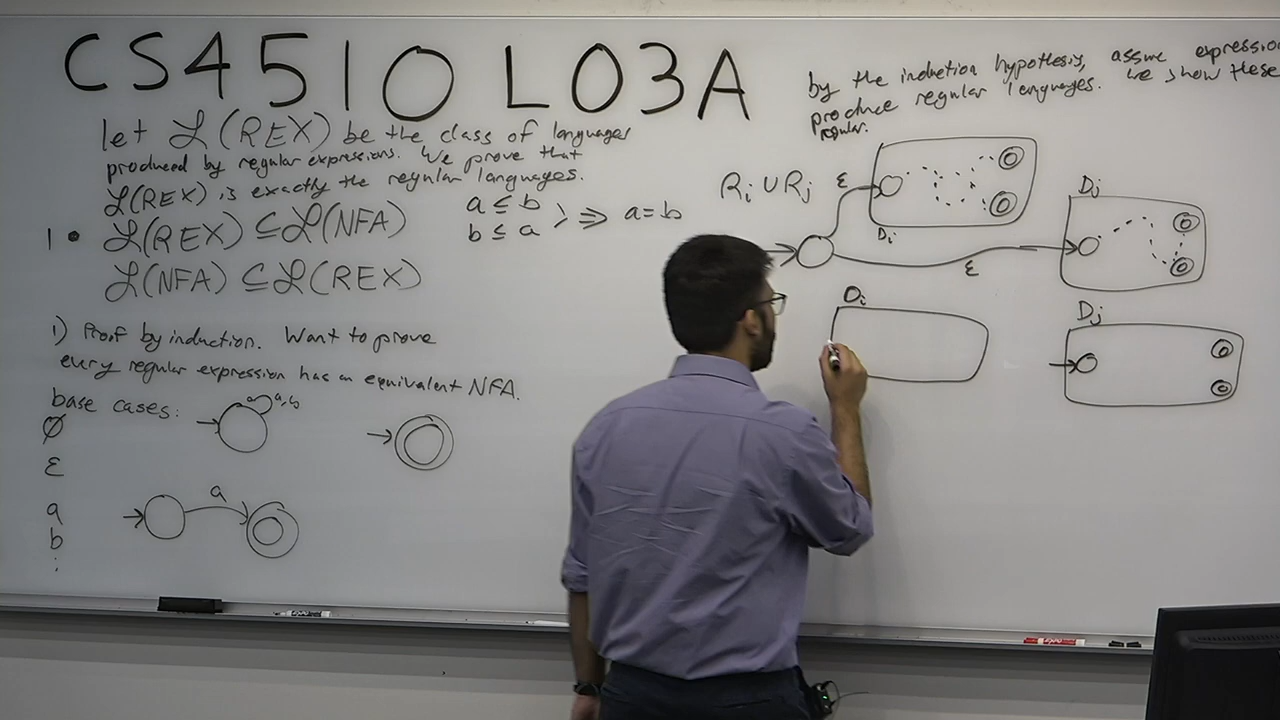 CS4510 L03A
let ℒ(REX) be the class of languages
produced by regular expressions. We prove that
ℒ(REX) is exactly the regular languages.
1 • ℒ(REX) ⊆ ℒ(NFA)
ℒ(NFA) ⊆ ℒ(REX)
a ≤ b
b ≤ a
⟩ ⇒ a = b
1) Proof by induction. Want to prove
every regular expression has an equivalent NFA.
base cases:
a,b
∅
ε
a
a
b
⋮
by the induction hypothesis, assume expressio
produce regular languages. We show these
regular.
Ri ∪ Rj
ε
Di
Dj
ε
Di
Dj